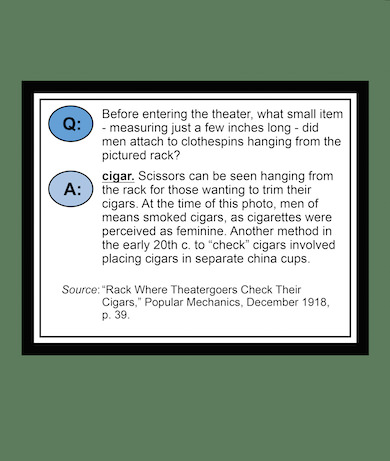 Q: Before entering the theater, what small item
- measuring just a few inches long - did
men attach to clothespins hanging from the
pictured rack?
A: cigar. Scissors can be seen hanging from
the rack for those wanting to trim their
cigars. At the time of this photo, men of
means smoked cigars, as cigarettes were
perceived as feminine. Another method in
the early 20th c. to “check” cigars involved
placing cigars in separate china cups.
Source: “Rack Where Theatergoers Check Their
Cigars,” Popular Mechanics, December 1918,
p. 39.